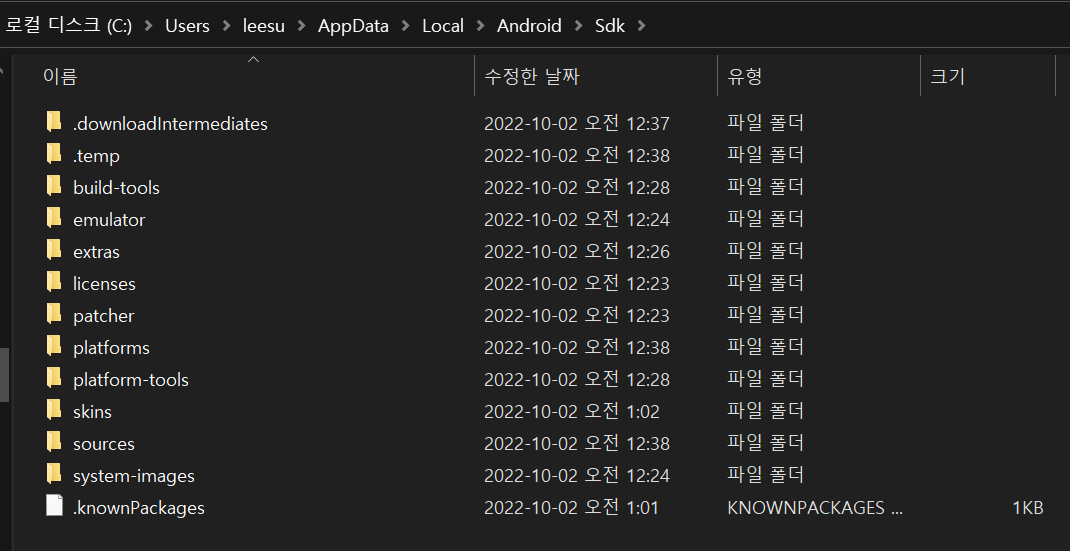 로컬 디스크 (C:) > Users > leesu > AppData > Local > Android > Sdk >
이름 수정한 날짜 유형 크기
.downloadIntermediates 2022-10-02 오전 12:37 파일 폴더
.temp 2022-10-02 오전 12:38 파일 폴더
build-tools 2022-10-02 오전 12:28 파일 폴더
emulator 2022-10-02 오전 12:24 파일 폴더
extras 2022-10-02 오전 12:26 파일 폴더
licenses 2022-10-02 오전 12:23 파일 폴더
patcher 2022-10-02 오전 12:23 파일 폴더
platforms 2022-10-02 오전 12:38 파일 폴더
platform-tools 2022-10-02 오전 12:28 파일 폴더
skins 2022-10-02 오전 1:02 파일 폴더
sources 2022-10-02 오전 12:38 파일 폴더
system-images 2022-10-02 오전 12:24 파일 폴더
.knownPackages 2022-10-02 오전 1:01 KNOWNPACKAGES ... 1KB